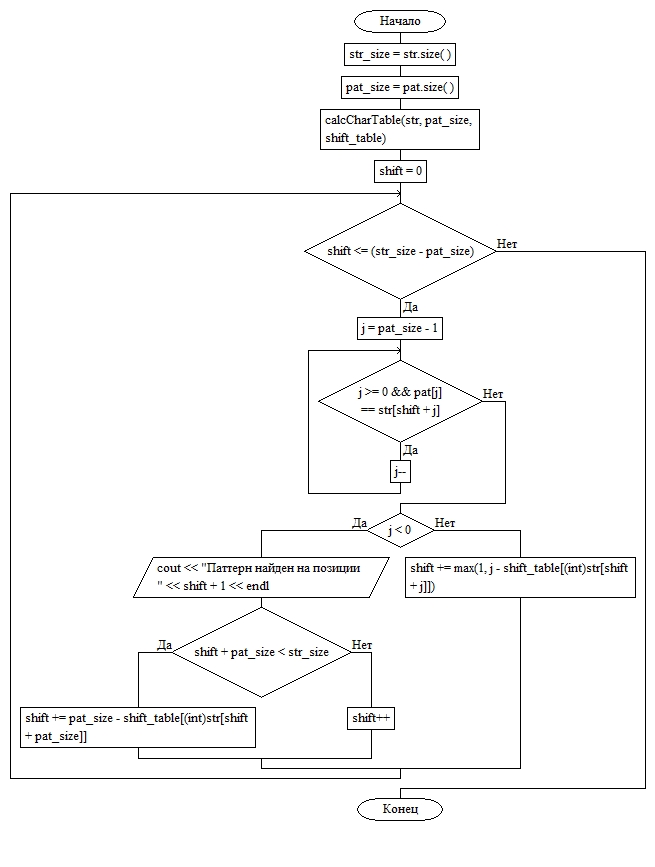 Начало
str_size = str.size( )
pat_size = pat.size( )
calcCharTable(str, pat_size,
shift_table)
shift = 0
shift <= (str_size - pat_size)
Нет
Да
j = pat_size - 1
j >= 0 && pat[j]
== str[shift + j]
Нет
Да
j--
Да
j < 0
Нет
cout << "Паттерн найден на позиции
" << shift + 1 << endl
shift += max(1, j - shift_table[(int)str[shift
+ j]])
Да
shift + pat_size < str_size
Нет
shift += pat_size - shift_table[(int)str[shift
+ pat_size]]
shift++
Конец